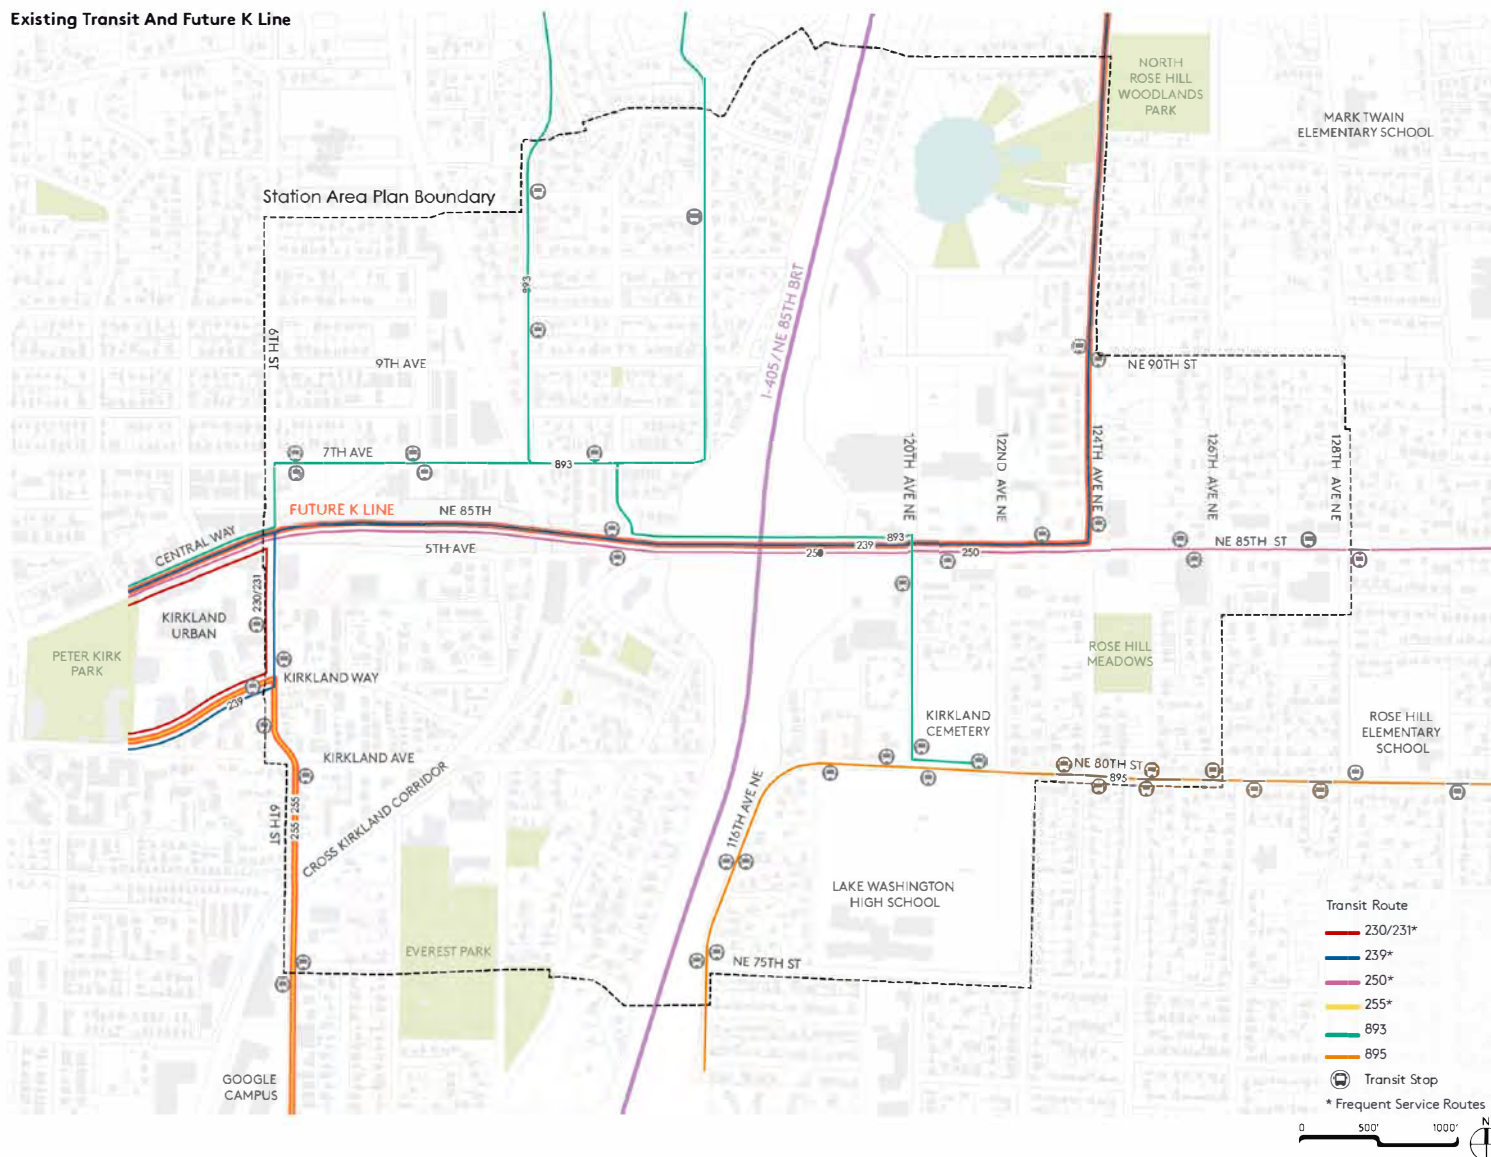 Existing Transit And Future K Line
NORTH
ROSE HILL
WOODLANDS
PARK
MARK TWAIN
ELEMENTARY SCHOOL
Station Area Plan Boundary
893
I-405/NE 85TH BRT
6TH ST
9TH AVE
NE 90TH ST
7TH AVE
893
120TH AVE NE
122ND AVE NE
124TH AVE NE
126TH AVE NE
128TH AVE NE
FUTURE K LINE
NE 85TH
CENTRAL WAY
5TH AVE
893
239
250
250
NE 85TH ST
230/231
KIRKLAND
URBAN
PETER KIRK
PARK
ROSE HILL
MEADOWS
KIRKLAND WAY
239
KIRKLAND
CEMETERY
ROSE HILL
ELEMENTARY
SCHOOL
KIRKLAND AVE
NE 80TH ST
895
6TH ST
255
255
CROSS KIRKLAND CORRIDOR
116TH AVE NE
LAKE WASHINGTON
HIGH SCHOOL
EVEREST PARK
NE 75TH ST
GOOGLE
CAMPUS
Transit Route
230/231*
239*
250*
255*
893
895
Transit Stop
* Frequent Service Routes
0 500' 1000'
N